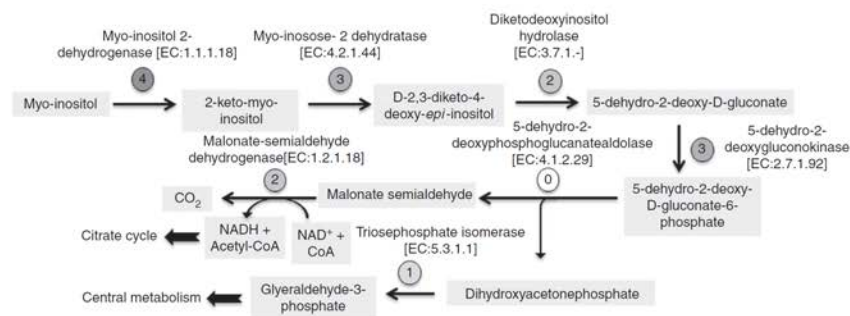 Myo-inositol 2-
dehydrogenase [EC:1.1.1.18]
Myo-inosose- 2 dehydratase
[EC:4.2.1.44]
Diketodeoxyinositol
hydrolase
[EC:3.7.1.-]
4
3
2
Myo-inositol
2-keto-myo-
inositol
D-2,3-diketo-4-
deoxy-epi-inositol
5-dehydro-2-deoxy-D-gluconate
5-dehydro-2-
deoxygluconokinase
[EC:2.7.1.92]
3
5-dehydro-2-
deoxyphosphoglucanatealdolase
[EC:4.1.2.29]
0
Malonate-semialdehyde
dehydrogenase[EC:1.2.1.18]
2
5-dehydro-2-deoxy-
D-gluconate-6-
phosphate
Malonate semialdehyde
CO2
NADH +
Acetyl-CoA
NAD+ +
CoA
Citrate cycle
Triosephosphate isomerase
[EC:5.3.1.1]
1
Dihydroxyacetonephosphate
Glyeraldehyde-3-
phosphate
Central metabolism